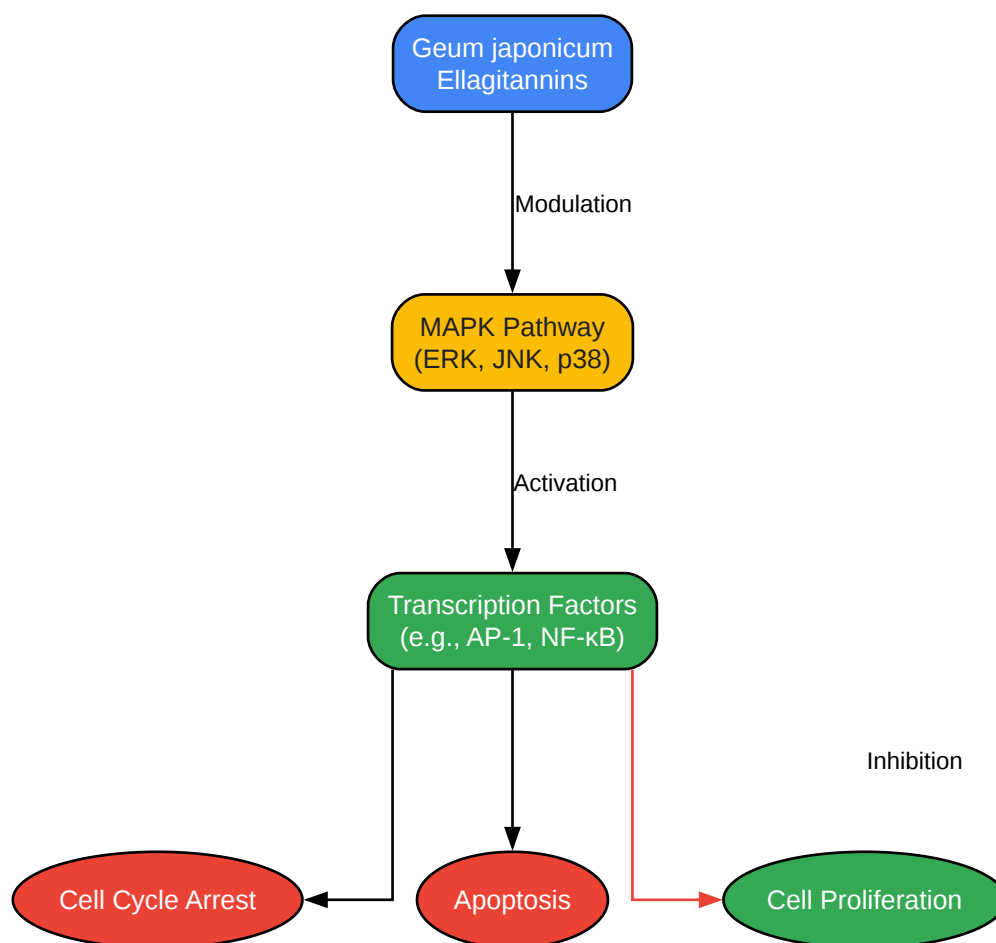 Geum japonicum
Ellagitannins
Modulation
MAPK Pathway
(ERK, JNK, p38)
Activation
Transcription Factors
(e.g., AP-1, NF-κB)
Inhibition
Cell Cycle Arrest
Apoptosis
Cell Proliferation